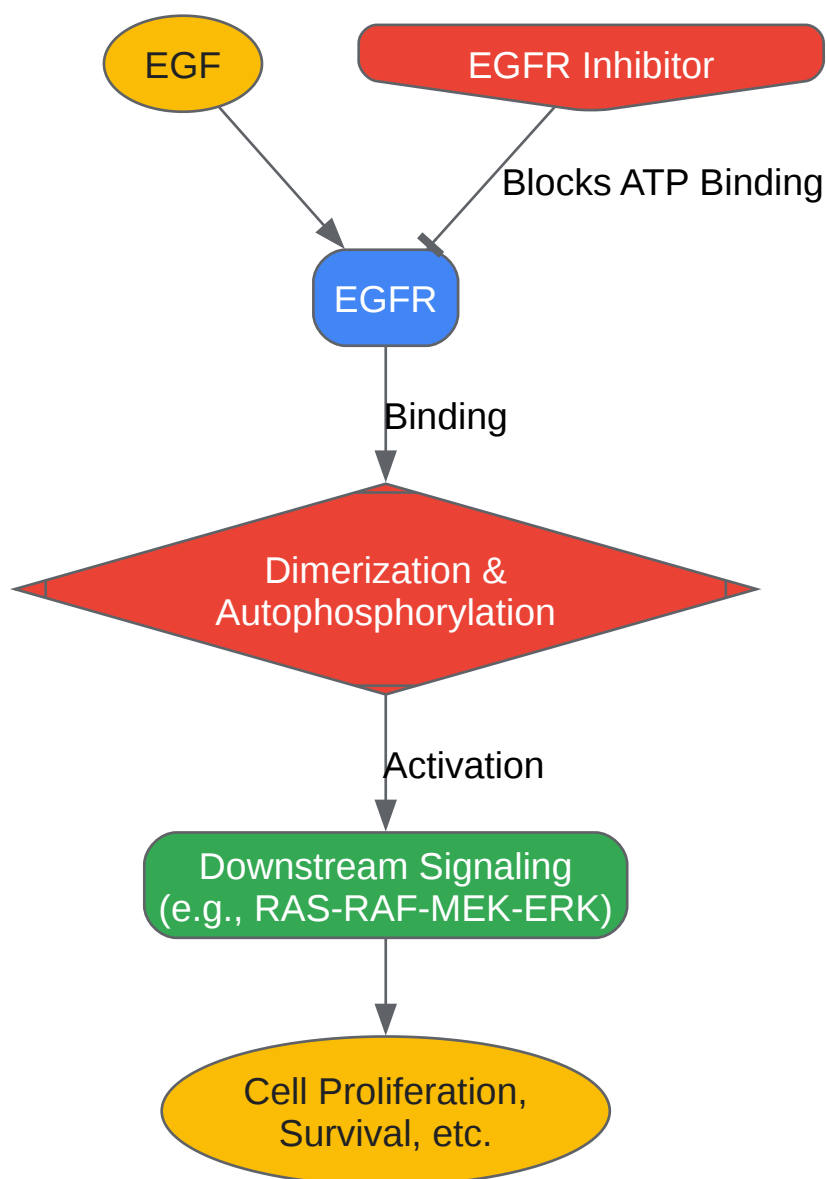 EGF
EGFR Inhibitor
Blocks ATP Binding
EGFR
Binding
Dimerization &
Autophosphorylation
Activation
Downstream Signaling
(e.g., RAS-RAF-MEK-ERK)
Cell Proliferation,
Survival, etc.